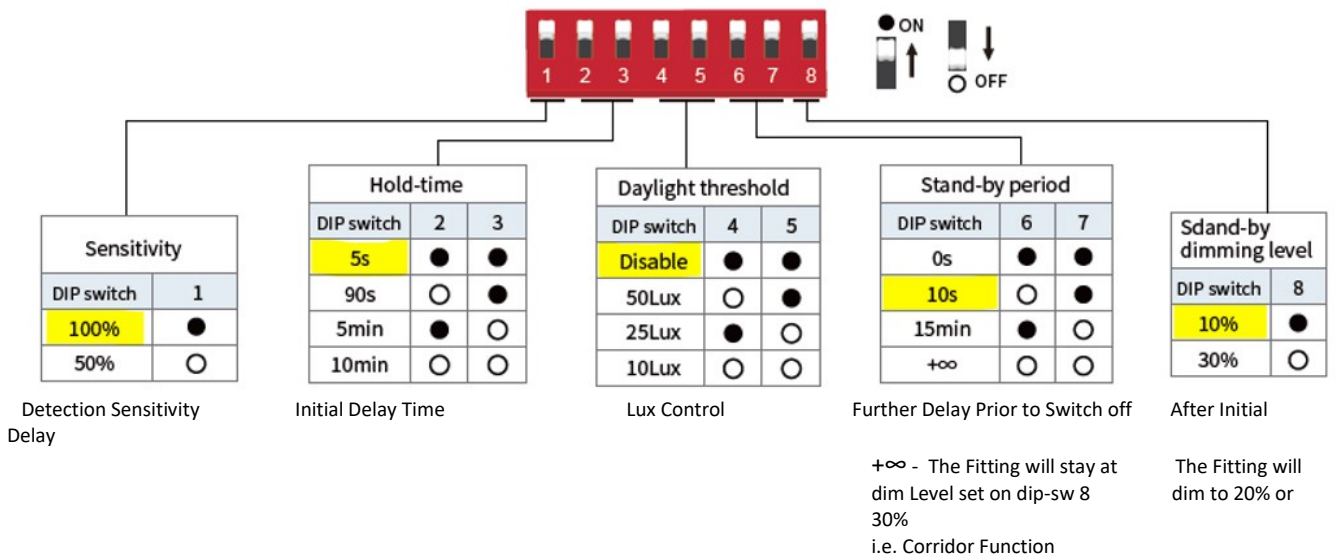 ON
OFF
1 2 3 4 5 6 7 8
Sensitivity
DIP switch 1
100% ●
50% ○
Hold-time
DIP switch 2 3
5s ● ●
90s ○ ●
5min ● ○
10min ○ ○
Daylight threshold
DIP switch 4 5
Disable ● ●
50Lux ○ ●
25Lux ● ○
10Lux ○ ○
Stand-by period
DIP switch 6 7
0s ● ●
10s ○ ●
15min ● ○
+∞ ○ ○
Sdand-by
dimming level
DIP switch 8
10% ●
30% ○
Detection Sensitivity Initial Delay Time Lux Control Further Delay Prior to Switch off After Initial
Delay
+∞ - The Fitting will stay at The Fitting will
dim Level set on dip-sw 8 dim to 20% or
30%
i.e. Corridor Function